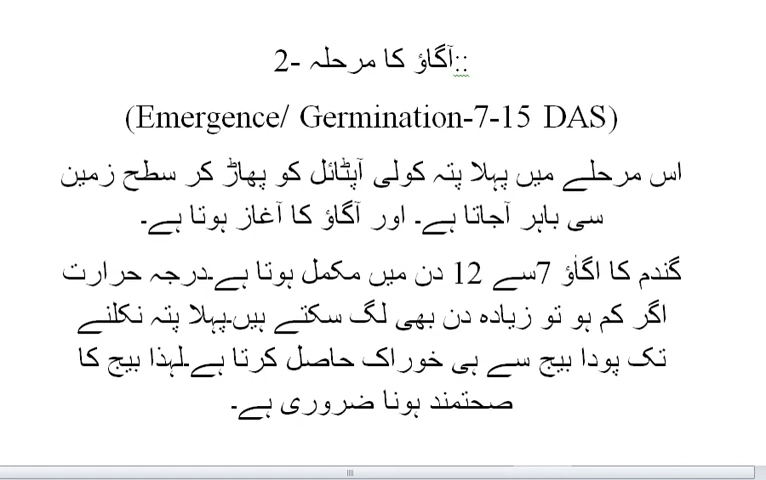 2- آگاؤ کا مرحلہ::
(Emergence/ Germination-7-15 DAS)
اس مرحلے میں پہلا پتہ کولی آپٹائل کو پھاڑ کر سطح زمین
سی باہر آجاتا ہے۔ اور آگاؤ کا آغاز ہوتا ہے۔
گندم کا اگاٰؤ 7سے 12 دن میں مکمل ہوتا ہے۔درجہ حرارت
اگر کم ہو تو زیادہ دن بھی لگ سکتے ہیں۔پہلا پتہ نکلنے
تک پودا بیج سے ہی خوراک حاصل کرتا ہے۔لہذا بیج کا
صحتمند ہونا ضروری ہے۔